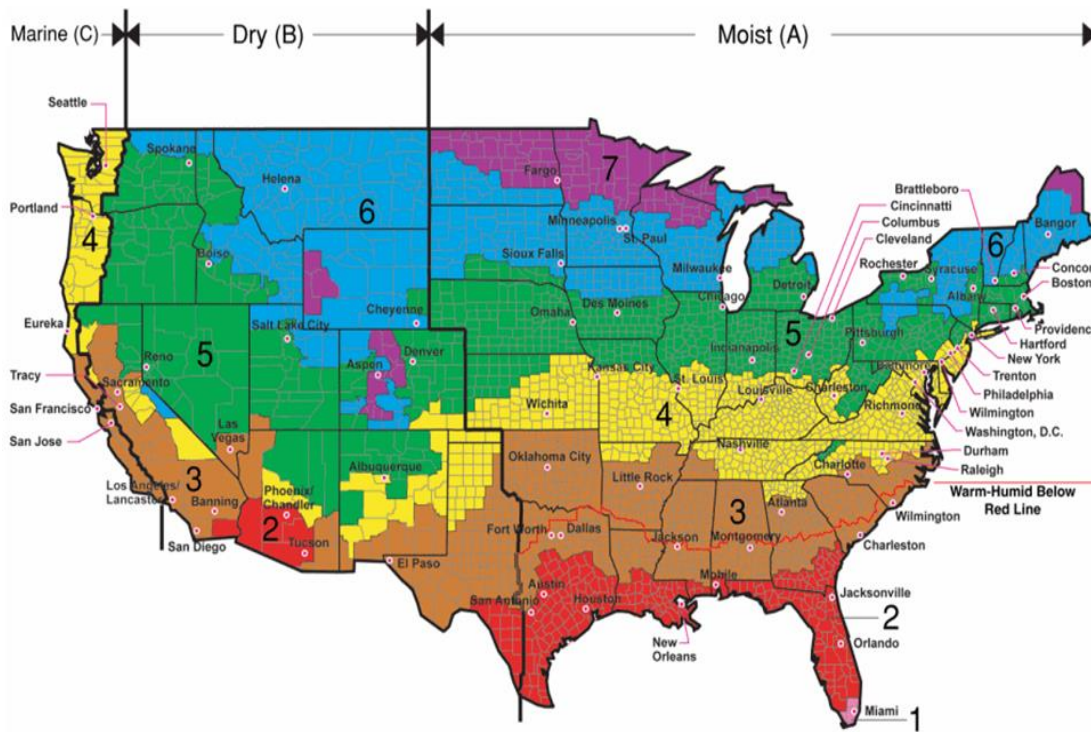 Marine (C)
Dry (B)
Moist (A)
Seattle
Spokane
Helena
Fargo
7
Brattleboro
Cincinnati
Columbus
Cleveland
Portland
4
6
Minneapolis
St. Paul
Bangor
6
Boise
Sioux Falls
Milwaukee
Rochester
Syracuse
Concord
Albany
Boston
Detroit
Eureka
Cheyenne
Des Moines
Chicago
Salt Lake City
Omaha
5
Pittsburgh
Providence
Hartford
Reno
5
Aspen
Denver
Indianapolis
New York
Tracy
Sacramento
Kansas City
St. Louis
Louisville
Charleston
Baltimore
Trenton
Philadelphia
San Francisco
Wichita
4
Richmond
Wilmington
San Jose
Las
Vegas
Washington, D.C.
Albuquerque
Oklahoma City
Nashville
Durham
Raleigh
3
Little Rock
Charlotte
Los Angeles/
Lancaster
Banning
Phoenix/
Chandler
Atlanta
Warm-Humid Below
Red Line
2
3
Wilmington
San Diego
Tucson
Fort Worth
Dallas
Jackson
Montgomery
Charleston
El Paso
Austin
Mobile
San Antonio
Houston
Jacksonville
2
New
Orleans
Orlando
Miami
1